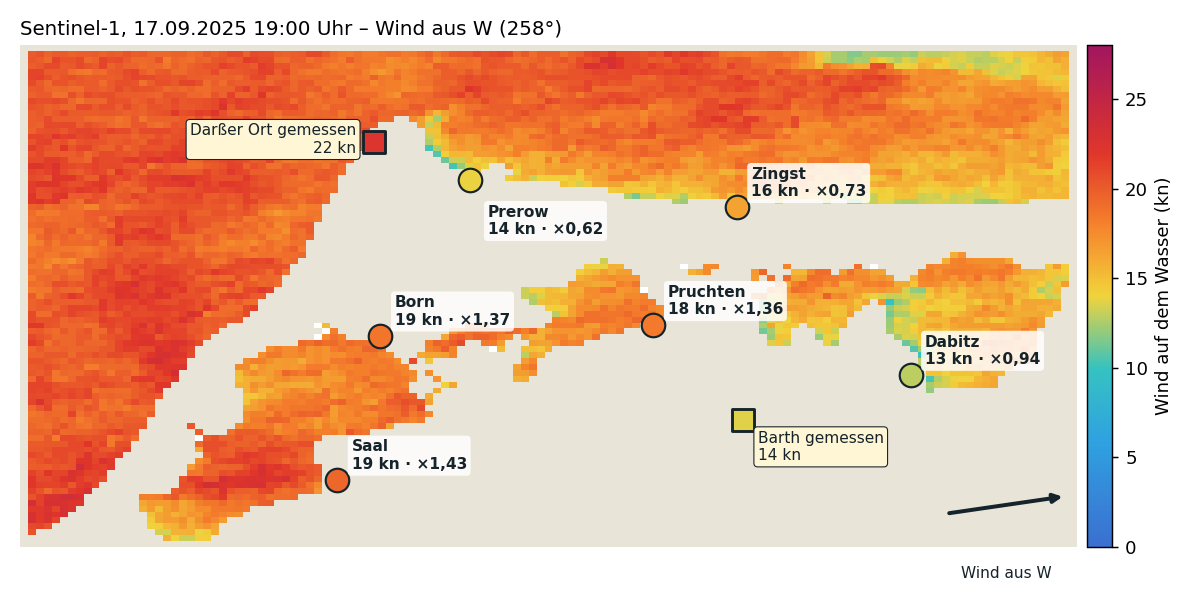 Sentinel-1, 17.09.2025 19:00 Uhr – Wind aus W (258°)
Darßer Ort gemessen
22 kn
Prerow
14 kn · ×0,62
Zingst
16 kn · ×0,73
Born
19 kn · ×1,37
Pruchten
18 kn · ×1,36
Dabitz
13 kn · ×0,94
Saal
19 kn · ×1,43
Barth gemessen
14 kn
Wind aus W
25
20
15
10
5
0
Wind auf dem Wasser (kn)